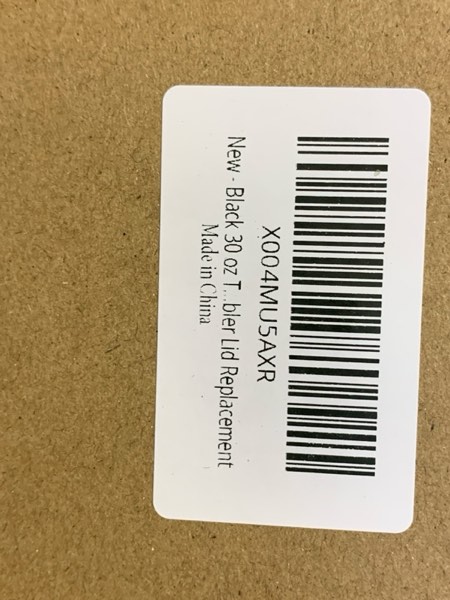 X004MU5AXR
New - Black 30 oz T...bler Lid Replacement
Made in China